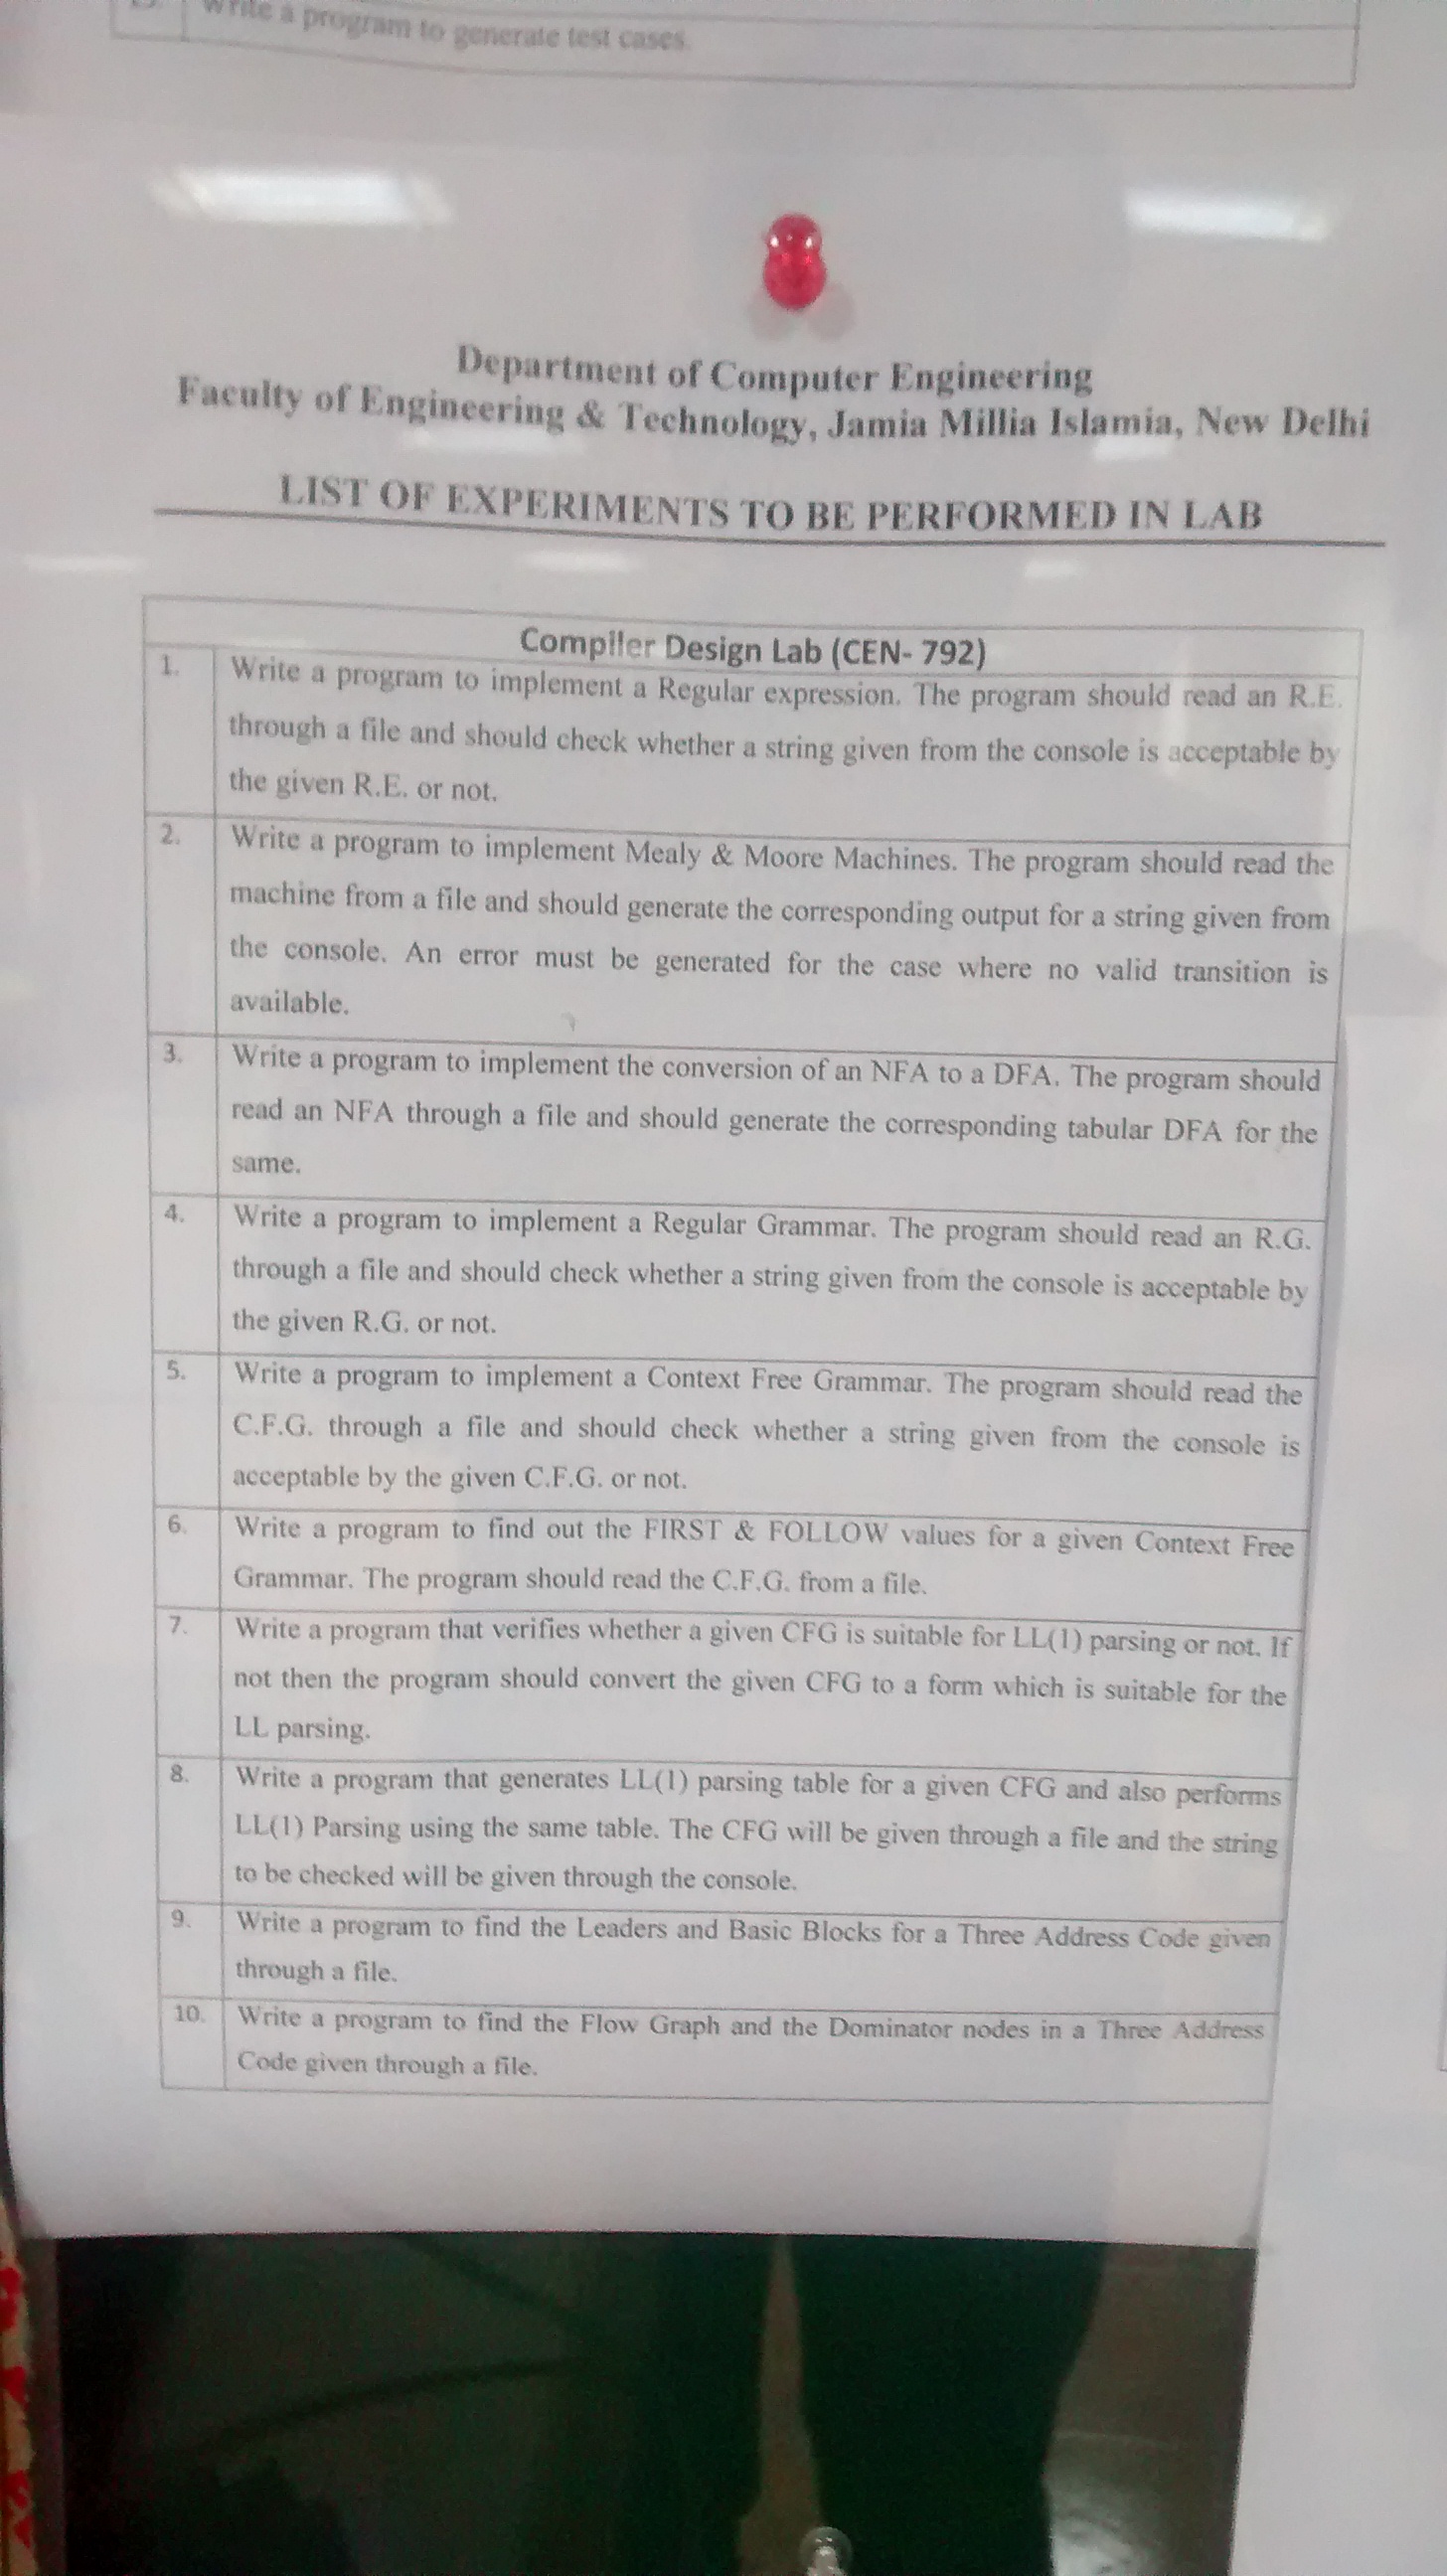 Write a program to generate test cases.
Department of Computer Engineering
Faculty of Engineering & Technology, Jamia Millia Islamia, New Delhi
LIST OF EXPERIMENTS TO BE PERFORMED IN LAB
Compiler Design Lab (CEN- 792)
1. Write a program to implement a Regular expression. The program should read an R.E.
through a file and should check whether a string given from the console is acceptable by
the given R.E. or not.
2. Write a program to implement Mealy & Moore Machines. The program should read the
machine from a file and should generate the corresponding output for a string given from
the console. An error must be generated for the case where no valid transition is
available.
3. Write a program to implement the conversion of an NFA to a DFA. The program should
read an NFA through a file and should generate the corresponding tabular DFA for the
same.
4. Write a program to implement a Regular Grammar. The program should read an R.G.
through a file and should check whether a string given from the console is acceptable by
the given R.G. or not.
5. Write a program to implement a Context Free Grammar. The program should read the
C.F.G. through a file and should check whether a string given from the console is
acceptable by the given C.F.G. or not.
6. Write a program to find out the FIRST & FOLLOW values for a given Context Free
Grammar. The program should read the C.F.G. from a file.
7. Write a program that verifies whether a given CFG is suitable for LL(1) parsing or not. If
not then the program should convert the given CFG to a form which is suitable for the
LL parsing.
8. Write a program that generates LL(1) parsing table for a given CFG and also performs
LL(1) Parsing using the same table. The CFG will be given through a file and the string
to be checked will be given through the console.
9. Write a program to find the Leaders and Basic Blocks for a Three Address Code given
through a file.
10. Write a program to find the Flow Graph and the Dominator nodes in a Three Address
Code given through a file.